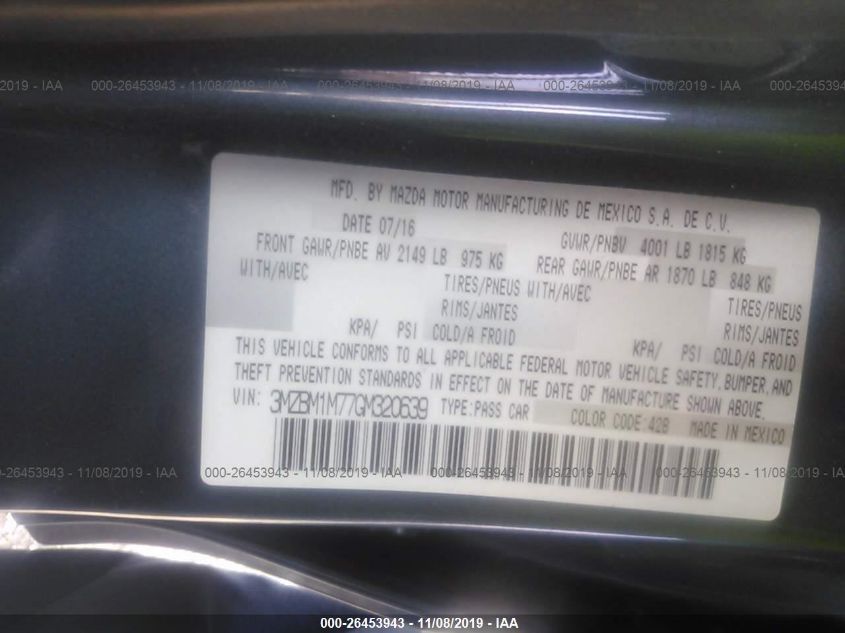 0/2019 - IAA 000-26453943 - 11/08/2019 - IAA 000-26453943 - 11/08/2019 - IAA 000-26453943 - 11/08/2019 - IAA 000-264539
MFD. BY MAZDA MOTOR MANUFACTURING DE MEXICO S.A. DE C.V.
DATE 07/16 GVWR/PNBV 4001 LB 1815 KG
FRONT GAWR/PNBE AV 2149 LB 975 KG REAR GAWR/PNBE AR 1870 LB 848 KG
WITH/AVEC TIRES/PNEUS WITH/AVEC TIRES/PNEUS
RIMS/JANTES RIMS/JANTES
KPA/ PSI COLD/A FROID KPA/ PSI COLD/A FROID
THIS VEHICLE CONFORMS TO ALL APPLICABLE FEDERAL MOTOR VEHICLE SAFETY, BUMPER, AND
THEFT PREVENTION STANDARDS IN EFFECT ON THE DATE OF MANUFACTURE SHOWN ABOVE.
VIN: 3MZBM1M77GM320639 TYPE:PASS CAR COLOR CODE:42B MADE IN MEXICO
/2019 - IAA 000-26453943 - 11/08/2019 - IAA 000-26453943 - 11/08/2019 - IAA 000-26453943 - 11/08/2019 - IAA
000-26453943 - 11/08/2019 - IAA